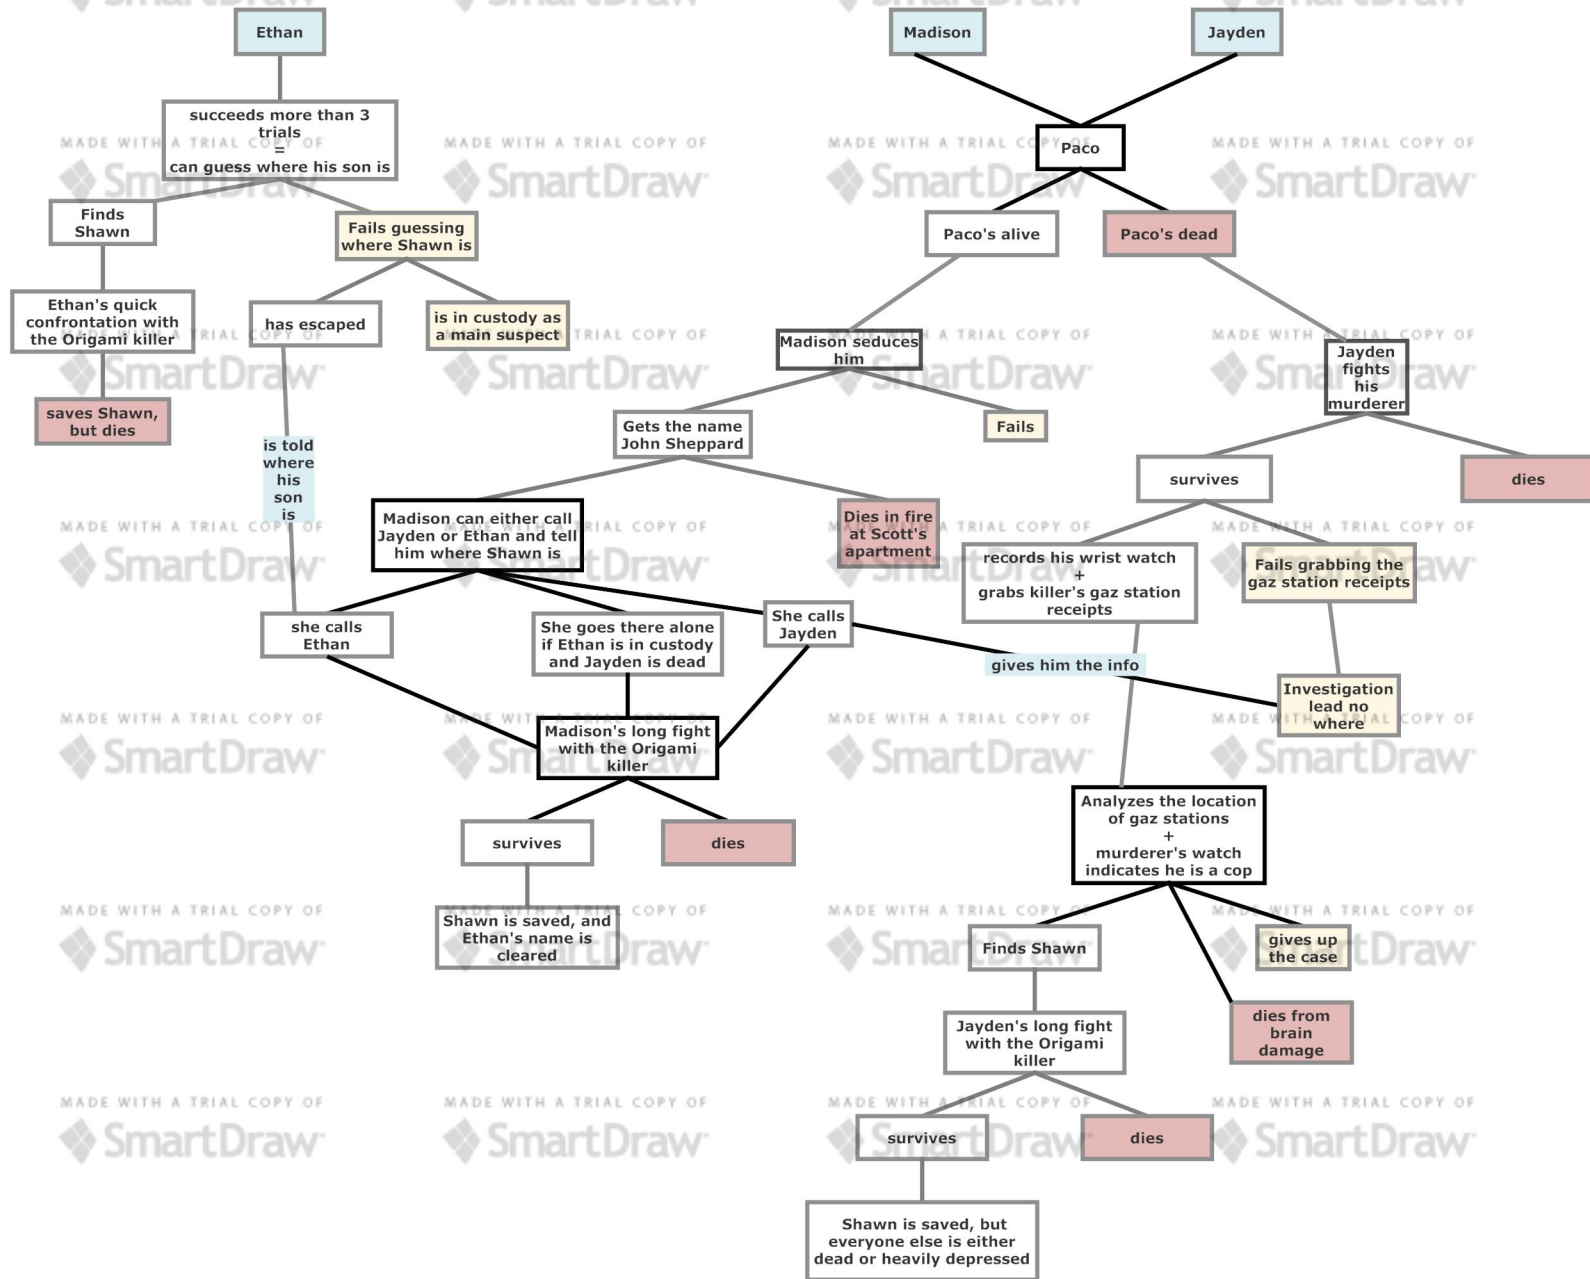 Ethan
Madison
Jayden
succeeds more than 3
trials
=
can guess where his son is
Paco
Finds
Shawn
Fails guessing
where Shawn is
Paco's alive
Paco's dead
Ethan's quick
confrontation with
the Origami killer
has escaped
is in custody as
a main suspect
Madison seduces
him
Jayden
fights
his
murderer
saves Shawn,
but dies
Gets the name
John Sheppard
Fails
is told
where
his
son
is
survives
dies
Madison can either call
Jayden or Ethan and tell
him where Shawn is
Dies in fire
at Scott's
apartment
records his wrist watch
+
grabs killer's gaz station
receipts
Fails grabbing the
gaz station receipts
she calls
Ethan
She goes there alone
if Ethan is in custody
and Jayden is dead
She calls
Jayden
gives him the info
Investigation
lead no
where
Madison's long fight
with the Origami
killer
Analyzes the location
of gaz stations
+
murderer's watch
indicates he is a cop
survives
dies
Shawn is saved, and
Ethan's name is
cleared
Finds Shawn
gives up
the case
Jayden's long fight
with the Origami
killer
dies from
brain
damage
survives
dies
Shawn is saved, but
everyone else is either
dead or heavily depressed
MADE WITH A TRIAL COPY OF
SmartDraw